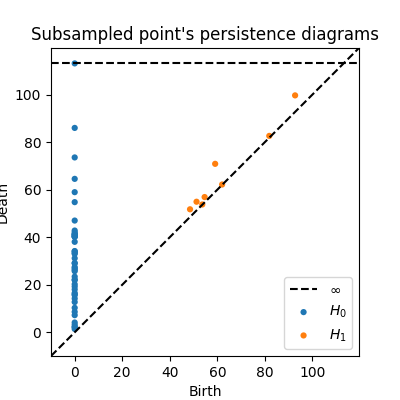 Subsampled point's persistence diagrams
100
80
60
40
20
0
Death
∞
H₀
H₁
0 20 40 60 80 100
Birth